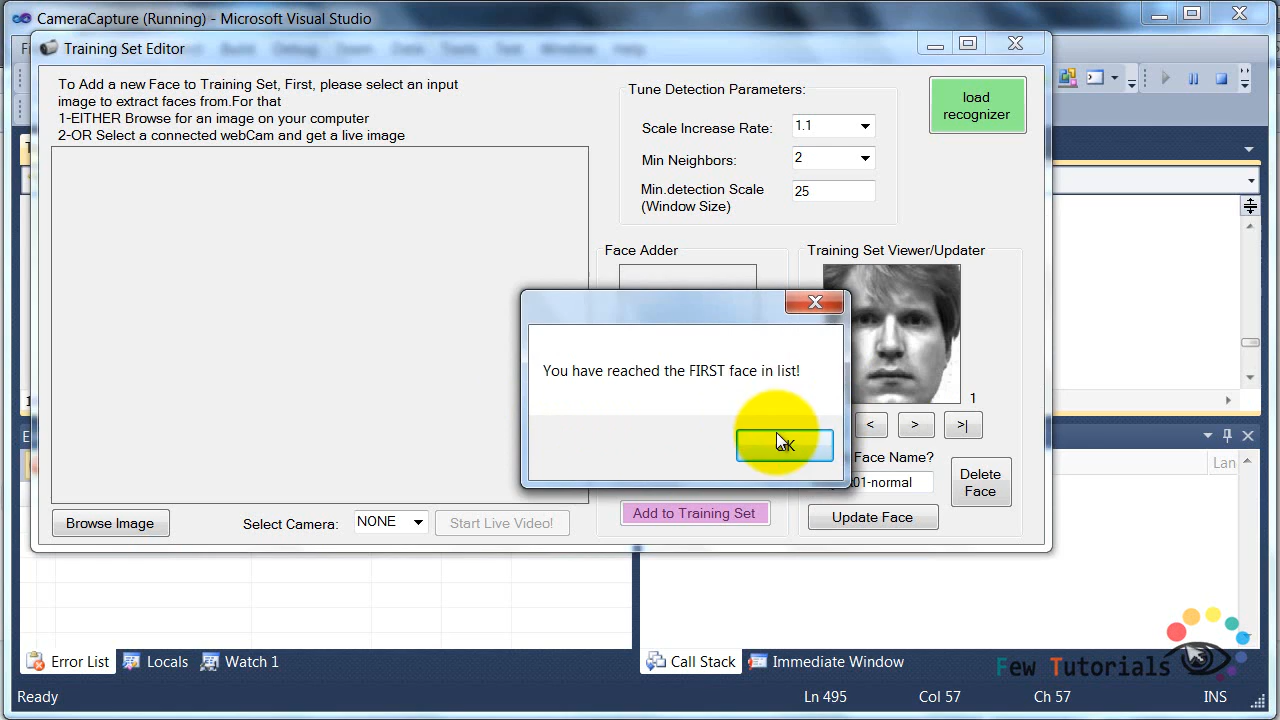 CameraCapture (Running) - Microsoft Visual Studio
Training Set Editor
To Add a new Face to Training Set, First, please select an input
image to extract faces from.For that
1-EITHER Browse for an image on your computer
2-OR Select a connected webCam and get a live image
Tune Detection Parameters:
Scale Increase Rate: 1.1
Min Neighbors: 2
Min.detection Scale 25
(Window Size)
load
recognizer
Face Adder
Training Set Viewer/Updater
You have reached the FIRST face in list!
1
< > >|
Face Name?
01-normal
Delete
Face
Update Face
Add to Training Set
Browse Image
Select Camera: NONE
Start Live Video!
Lan
Error List
Locals
Watch 1
Call Stack
Immediate Window
Few Tutorials
Ready
Ln 495
Col 57
Ch 57
INS